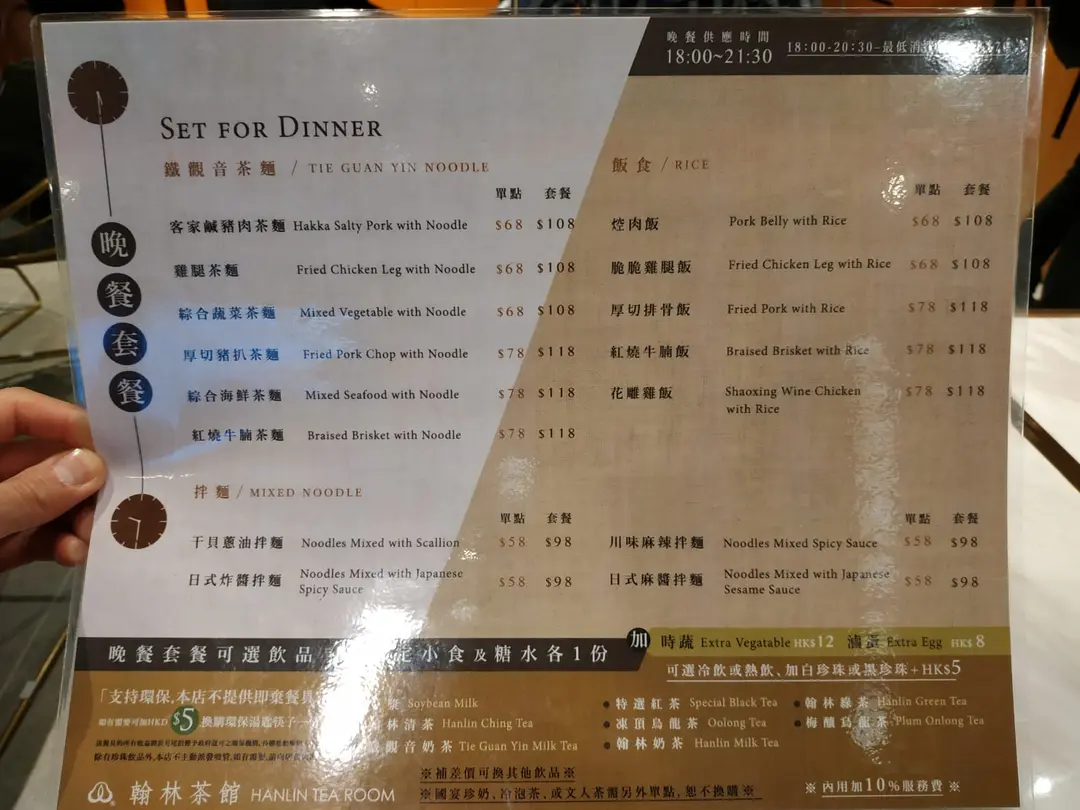 晚餐供應時間
18:00~21:30
18:00-20:30-最低消
SET FOR DINNER
晚餐套餐
鐵觀音茶麵 / TIE GUAN YIN NOODLE
單點 套餐
客家鹹豬肉茶麵 Hakka Salty Pork with Noodle $68 $108
雞腿茶麵 Fried Chicken Leg with Noodle $68 $108
綜合蔬菜茶麵 Mixed Vegetable with Noodle $68 $108
厚切豬扒茶麵 Fried Pork Chop with Noodle $78 $118
綜合海鮮茶麵 Mixed Seafood with Noodle $78 $118
紅燒牛腩茶麵 Braised Brisket with Noodle $78 $118
飯食 / RICE
單點 套餐
焢肉飯 Pork Belly with Rice $68 $108
脆脆雞腿飯 Fried Chicken Leg with Rice $68 $108
厚切排骨飯 Fried Pork with Rice $78 $118
紅燒牛腩飯 Braised Brisket with Rice $78 $118
花雕雞飯 Shaoxing Wine Chicken $78 $118
with Rice
拌麵 / MIXED NOODLE
單點 套餐
干貝蔥油拌麵 Noodles Mixed with Scallion $58 $98
日式炸醬拌麵 Noodles Mixed with Japanese $58 $98
Spicy Sauce
單點 套餐
川味麻辣拌麵 Noodles Mixed Spicy Sauce $58 $98
日式麻醬拌麵 Noodles Mixed with Japanese $58 $98
Sesame Sauce
晚餐套餐可選飲品 小食及糖水各1份
加 時蔬 Extra Vegatable HK$12 滷蛋 Extra Egg HK$8
可選冷飲或熱飲、加白珍珠或黑珍珠+HK$5
「支持環保,本店不提供即棄餐具
如有需要可加HKD $5 換購環保湯匙筷子一
Soybean Milk
林清茶 Hanlin Ching Tea
觀音奶茶 Tie Guan Yin Milk Tea
特選紅茶 Special Black Tea
凍頂烏龍茶 Oolong Tea
翰林奶茶 Hanlin Milk Tea
翰林綠茶 Hanlin Green Tea
梅釀烏龍茶 Plum Onlong Tea
※補差價可換其他飲品※
※國宴珍奶、冷泡茶、或文人茶需另外單點,恕不換購※
※內用加10%服務費※
翰林茶館 HANLIN TEA ROOM